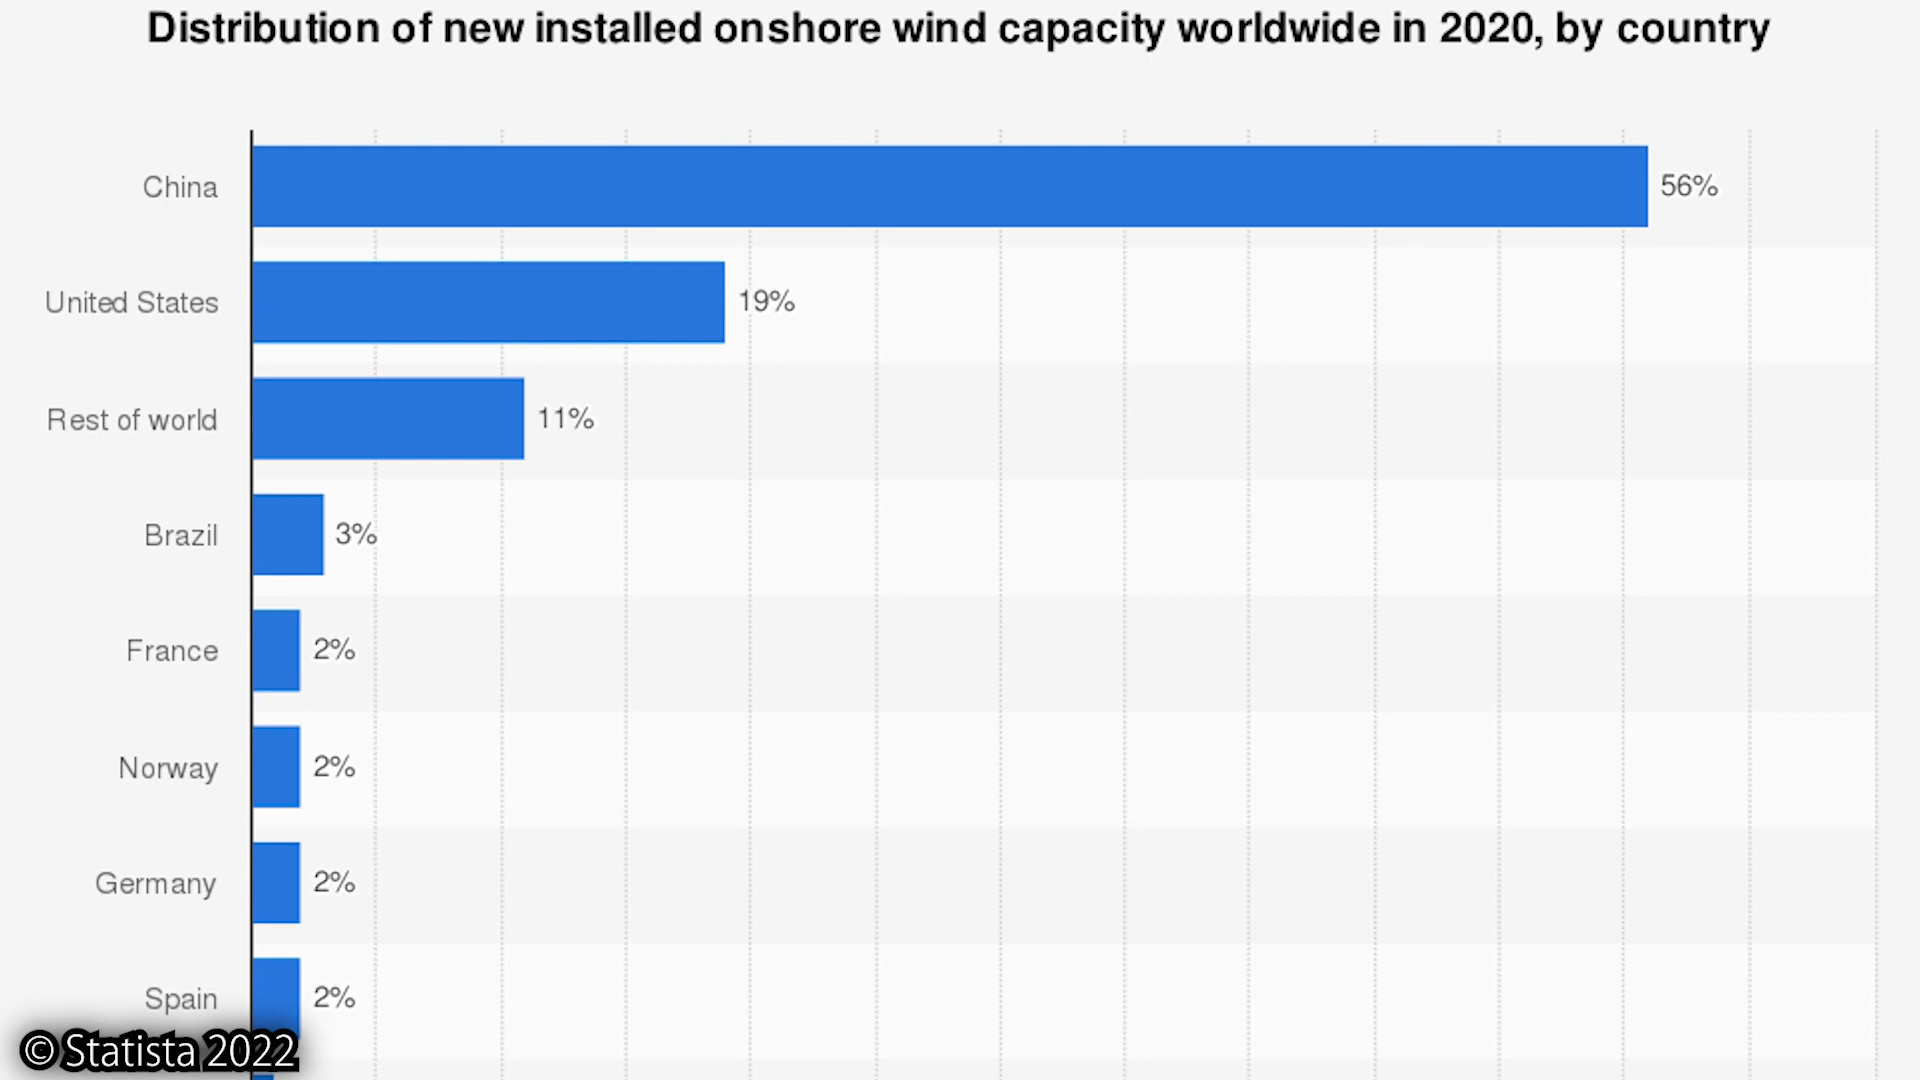 Distribution of new installed onshore wind capacity worldwide in 2020, by country
China 56%
United States 19%
Rest of world 11%
Brazil 3%
France 2%
Norway 2%
Germany 2%
Spain 2%
© Statista 2022